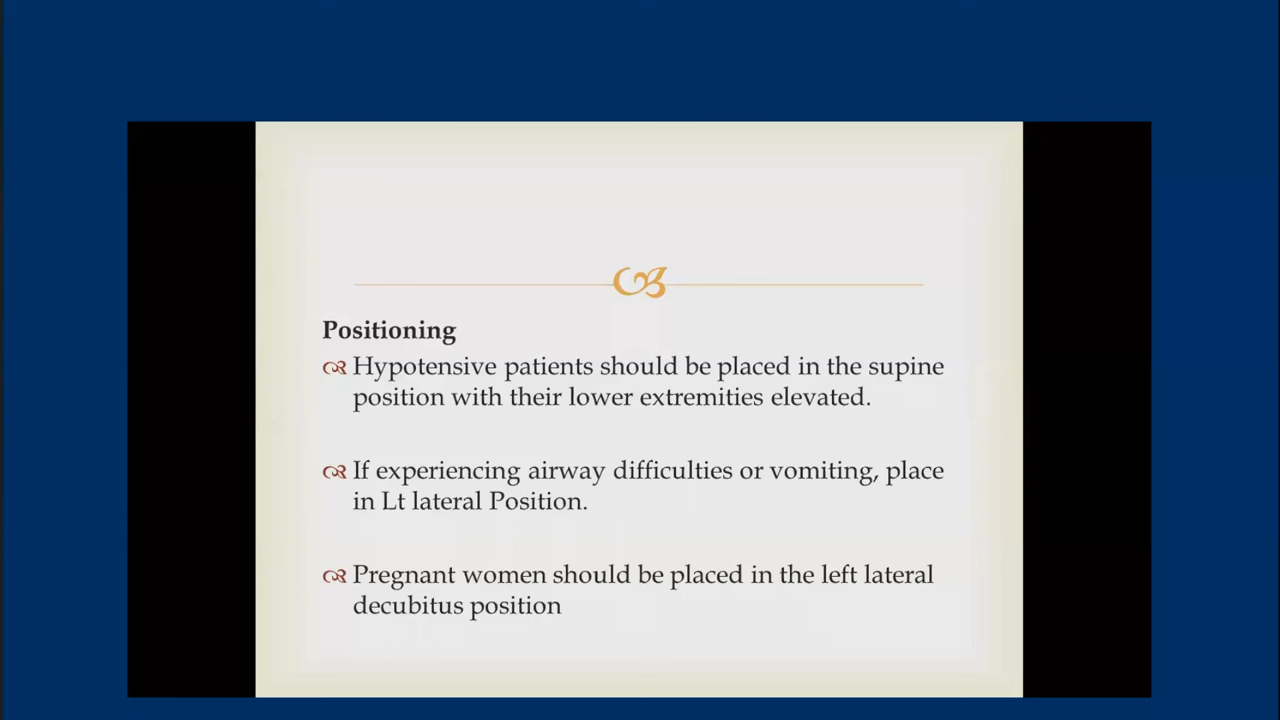 Positioning
Hypotensive patients should be placed in the supine
position with their lower extremities elevated.
If experiencing airway difficulties or vomiting, place
in Lt lateral Position.
Pregnant women should be placed in the left lateral
decubitus position